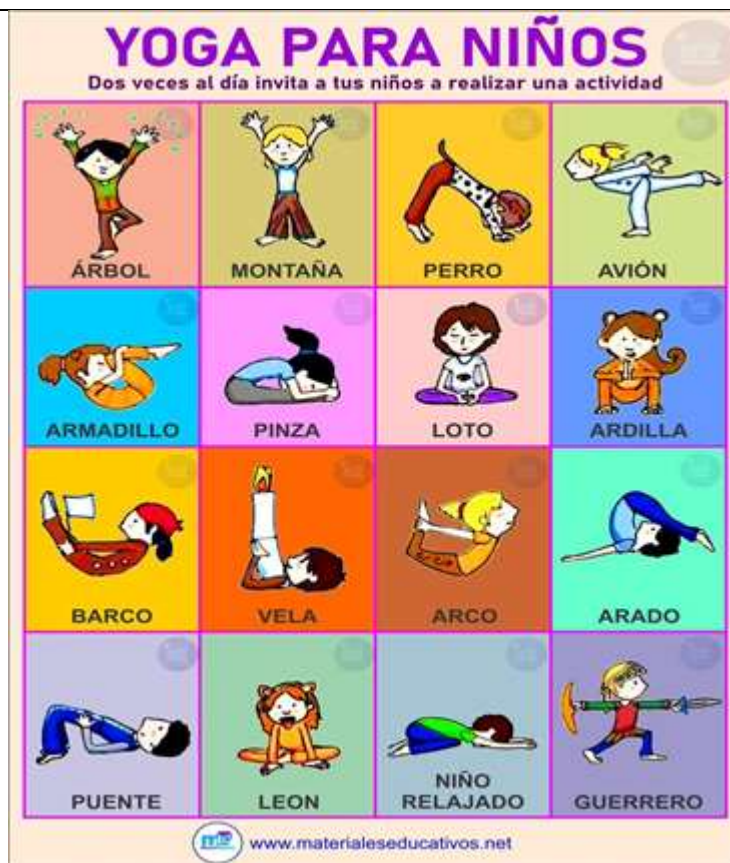 YOGA PARA NIÑOS
Dos veces al día invita a tus niños a realizar una actividad
ÁRBOL
MONTAÑA
PERRO
AVIÓN
ARMADILLO
PINZA
LOTO
ARDILLA
BARCO
VELA
ARCO
ARADO
PUENTE
LEON
NIÑO
RELAJADO
GUERRERO
www.materialeseducativos.net